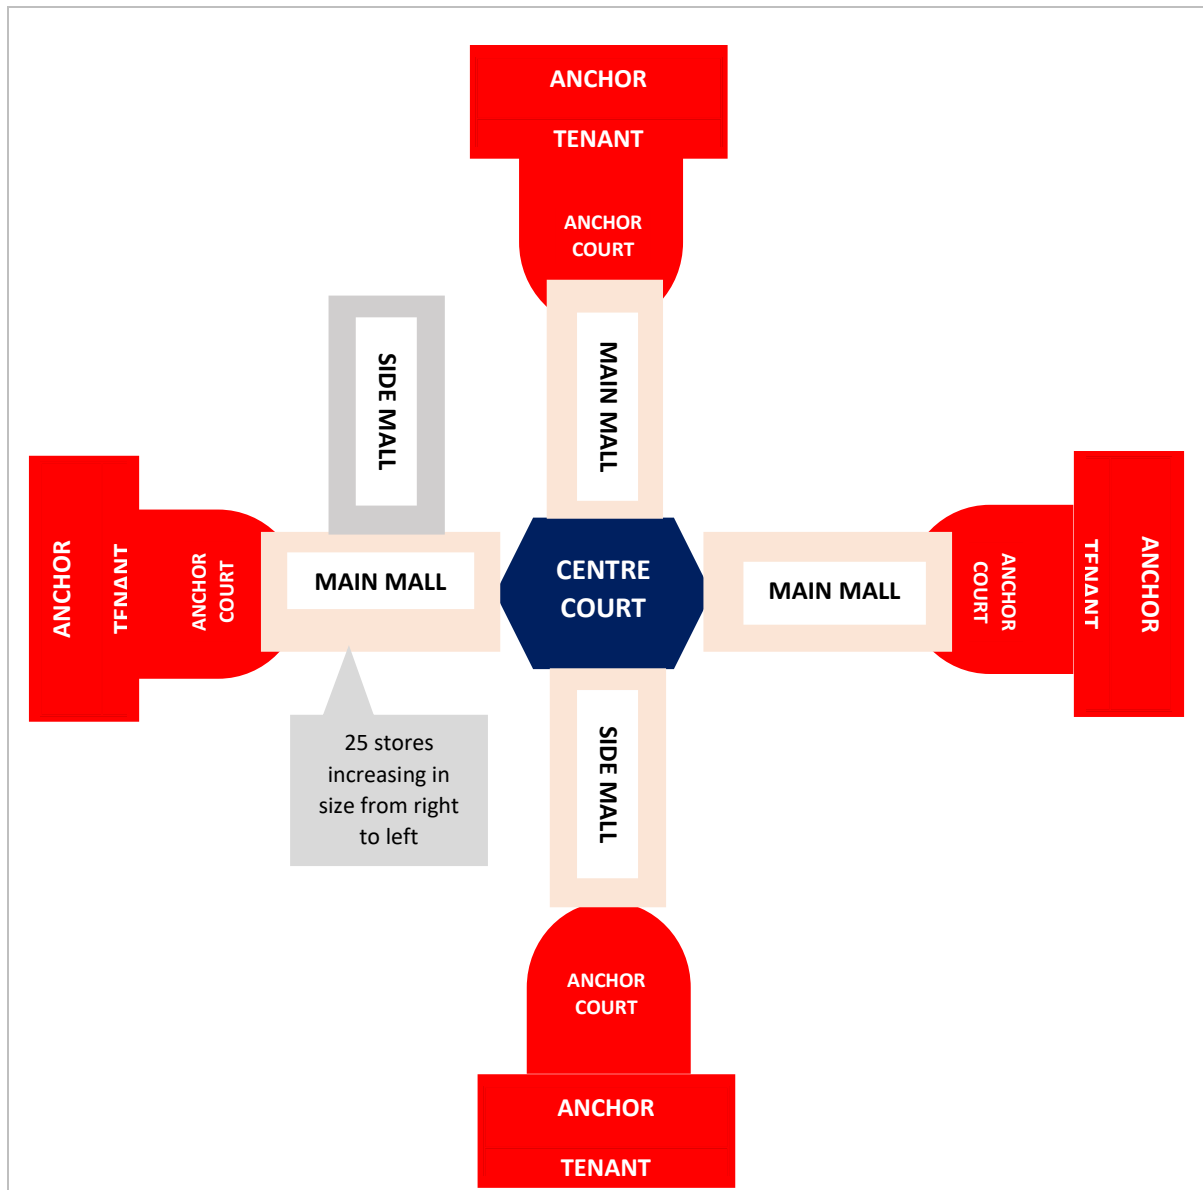 ANCHOR
TENANT
ANCHOR
COURT
SIDE MALL
MAIN MALL
ANCHOR
TENANT
ANCHOR
COURT
MAIN MALL
CENTRE
COURT
MAIN MALL
ANCHOR
COURT
TENANT
ANCHOR
25 stores
increasing in
size from right
to left
SIDE MALL
ANCHOR
COURT
ANCHOR
TENANT